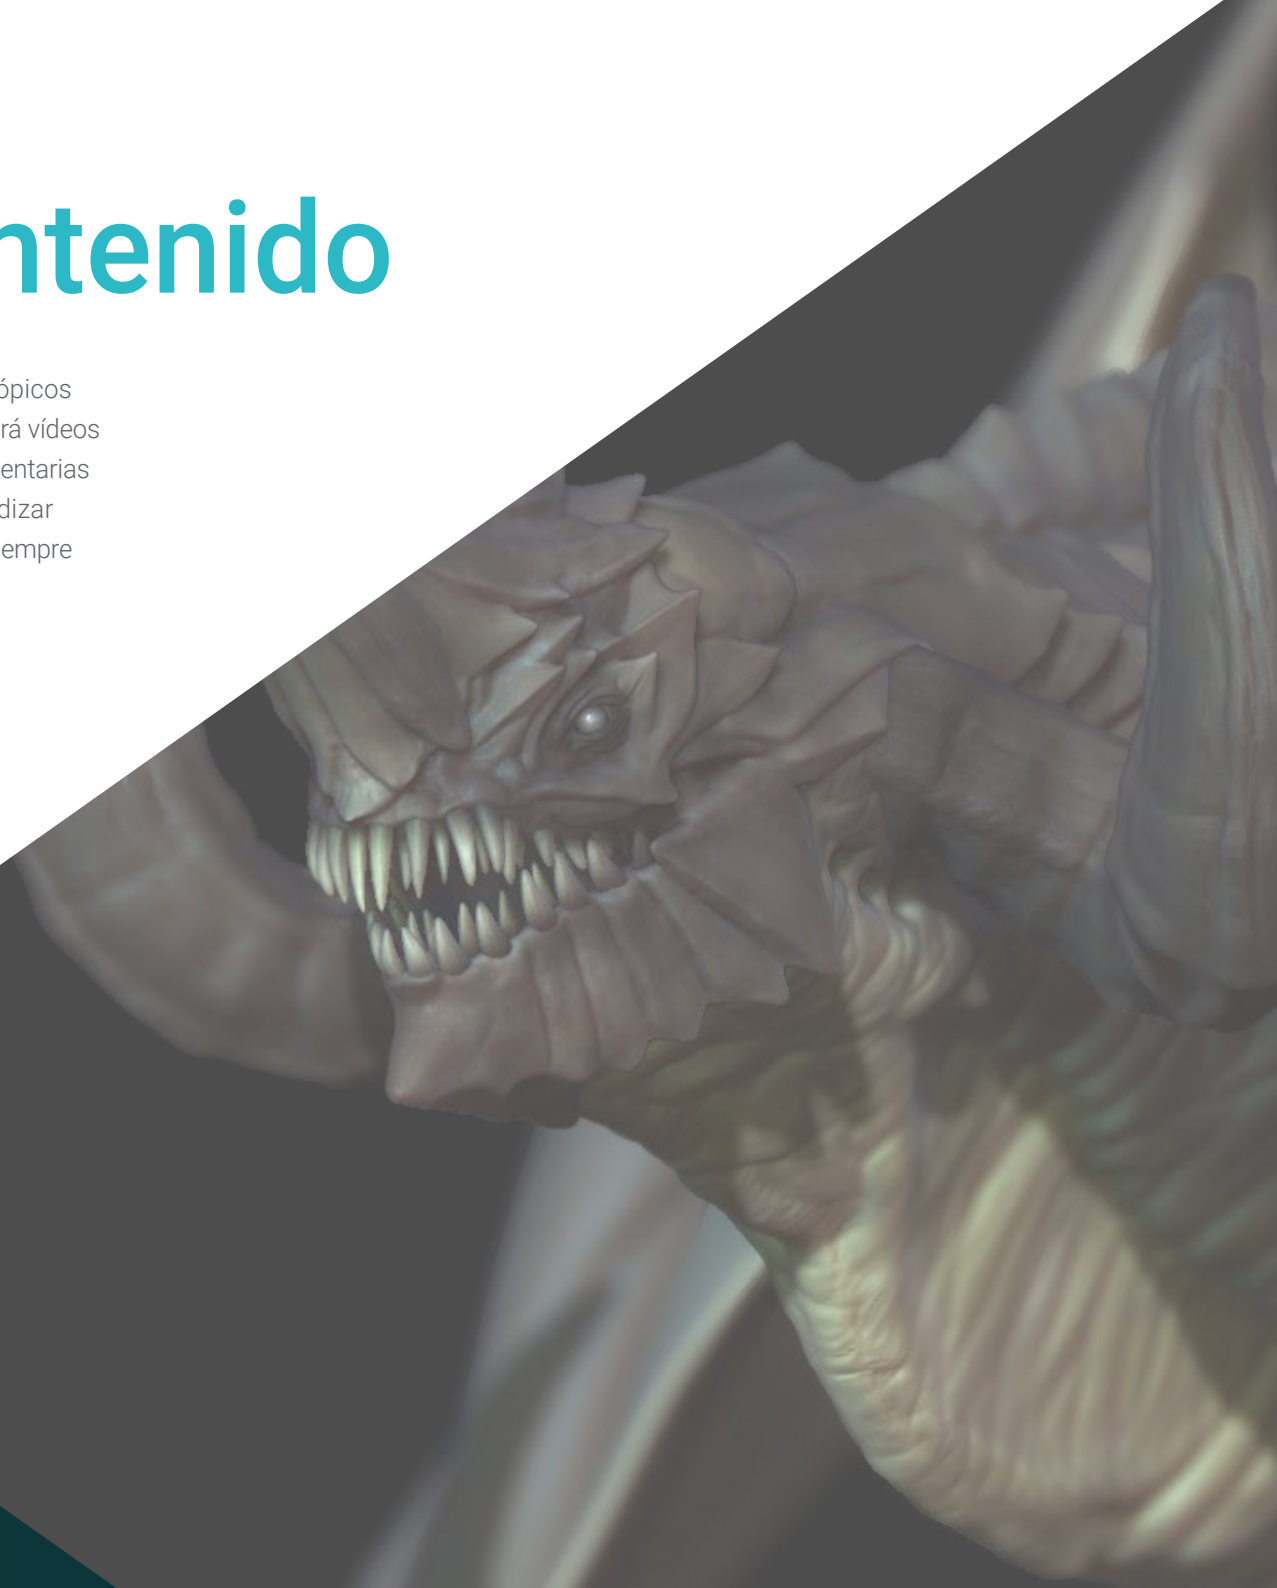 ntenido
ópicos
rá vídeos
entarias
dizar
empre